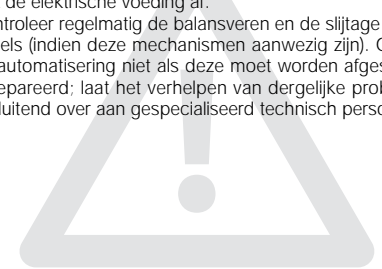 de elektrische voeding af.
ntroleer regelmatig de balansveren en de slijtage
els (indien deze mechanismen aanwezig zijn). G
automatisering niet als deze moet worden afges
epareerd; laat het verhelpen van dergelijke prob
luitend over aan gespecialiseerd technisch perso